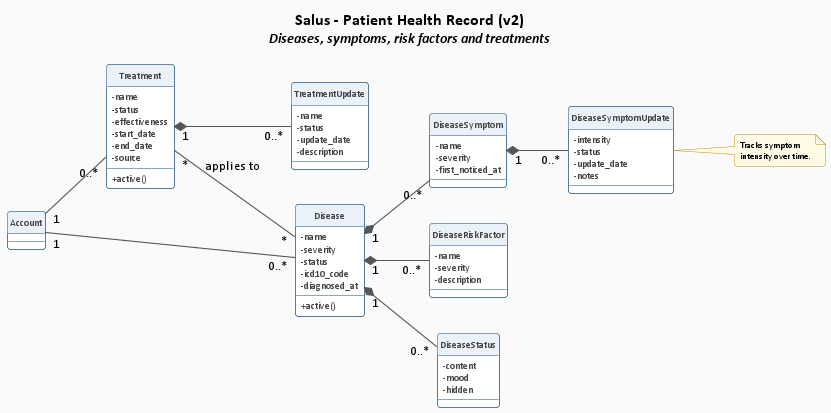 Salus - Patient Health Record (v2)
Diseases, symptoms, risk factors and treatments
Treatment
-name
-status
-effectiveness
-start_date
-end_date
-source
+active()
1
0..*
TreatmentUpdate
-name
-status
-update_date
-description
DiseaseSymptom
-name
-severity
-first_noticed_at
1
0..*
DiseaseSymptomUpdate
-intensity
-status
-update_date
-notes
Tracks symptom
intensity over time.
*
applies to
*
0..*
1
Account
1
0..*
Disease
-name
-severity
-status
-icd10_code
-diagnosed_at
+active()
1
0..*
1
0..*
DiseaseRiskFactor
-name
-severity
-description
1
0..*
DiseaseStatus
-content
-mood
-hidden